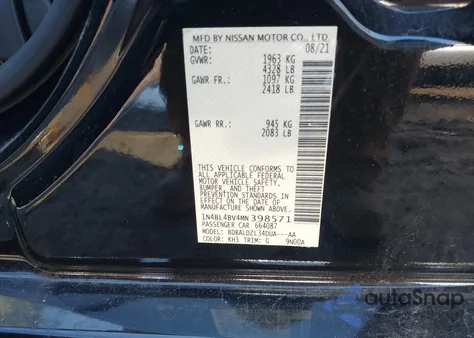 MFD BY NISSAN MOTOR CO., LTD
DATE: 08/21
GVWR: 1963 KG
4328 LB
GAWR FR.: 1097 KG
2418 LB
GAWR RR.: 945 KG
2083 LB
THIS VEHICLE CONFORMS TO
ALL APPLICABLE FEDERAL
MOTOR VEHICLE SAFETY,
BUMPER, AND THEFT
PREVENTION STANDARDS
IN EFFECT ON THE DATE OF
MANUFACTURE SHOWN ABOVE.
1N4BL4BV4MN398571
PASSENGER CAR 664087
MODEL: BDBALDZL34DUA---AA
COLOR: KH3 TRIM: G 9N00A
autoSnap